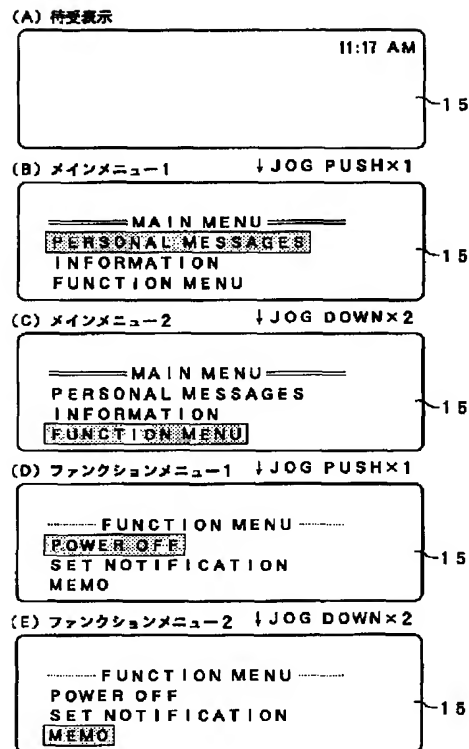 (A) 待受表示
11:17 AM
15
(B) メインメニュー1 ↓JOG PUSH×1
MAIN MENU
PERSONAL MESSAGES
INFORMATION
FUNCTION MENU
15
(C) メインメニュー2 ↓JOG DOWN×2
MAIN MENU
PERSONAL MESSAGES
INFORMATION
FUNCTION MENU
15
(D) ファンクションメニュー1 ↓JOG PUSH×1
FUNCTION MENU
POWER OFF
SET NOTIFICATION
MEMO
15
(E) ファンクションメニュー2 ↓JOG DOWN×2
FUNCTION MENU
POWER OFF
SET NOTIFICATION
MEMO
15